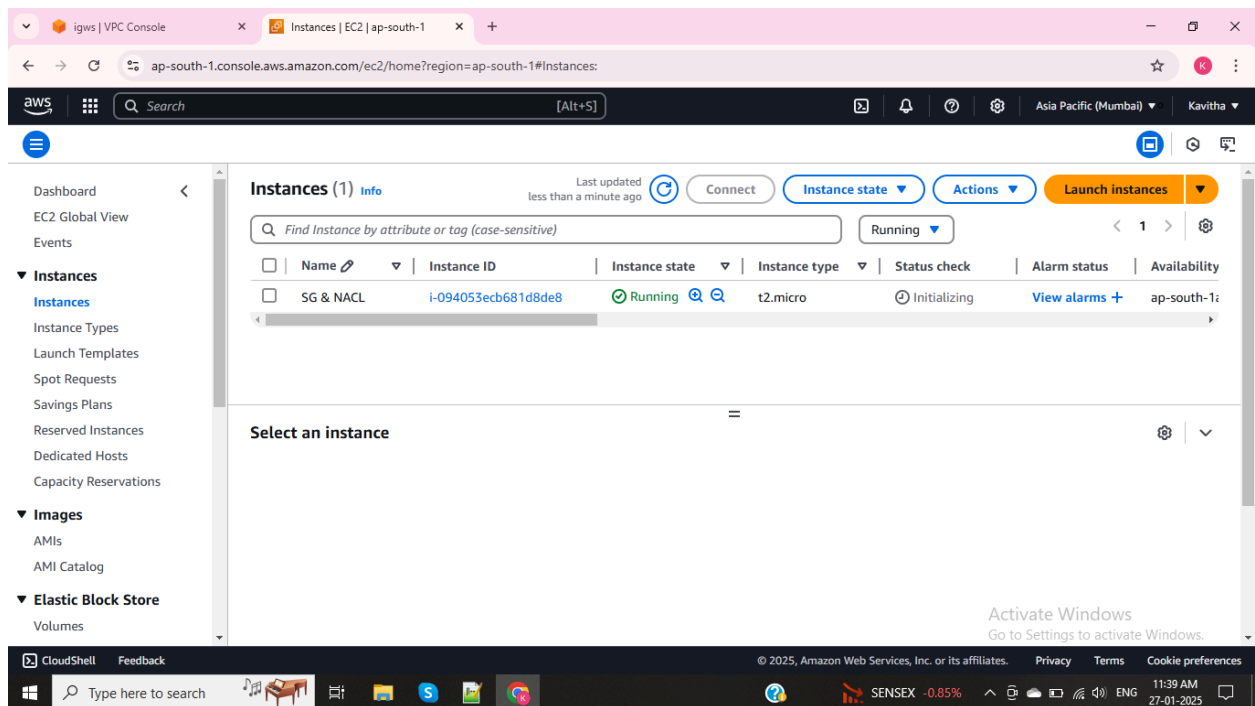 igws | VPC Console
Instances | EC2 | ap-south-1
ap-south-1.console.aws.amazon.com/ec2/home?region=ap-south-1#Instances:
K
aws
Search
[Alt+S]
Asia Pacific (Mumbai)
Kavitha
Dashboard
EC2 Global View
Events
Instances
Instances
Instance Types
Launch Templates
Spot Requests
Savings Plans
Reserved Instances
Dedicated Hosts
Capacity Reservations
Images
AMIs
AMI Catalog
Elastic Block Store
Volumes
Instances (1) Info
Last updated
less than a minute ago
Connect
Instance state
Actions
Launch instances
Find Instance by attribute or tag (case-sensitive)
Running
1
Name Instance ID Instance state Instance type Status check Alarm status Availability
SG & NACL i-094053ecb681d8de8 Running t2.micro Initializing View alarms + ap-south-1a
Select an instance
Activate Windows
Go to Settings to activate Windows.
CloudShell Feedback © 2025, Amazon Web Services, Inc. or its affiliates. Privacy Terms Cookie preferences
Type here to search
SENSEX -0.85%
ENG
11:39 AM
27-01-2025